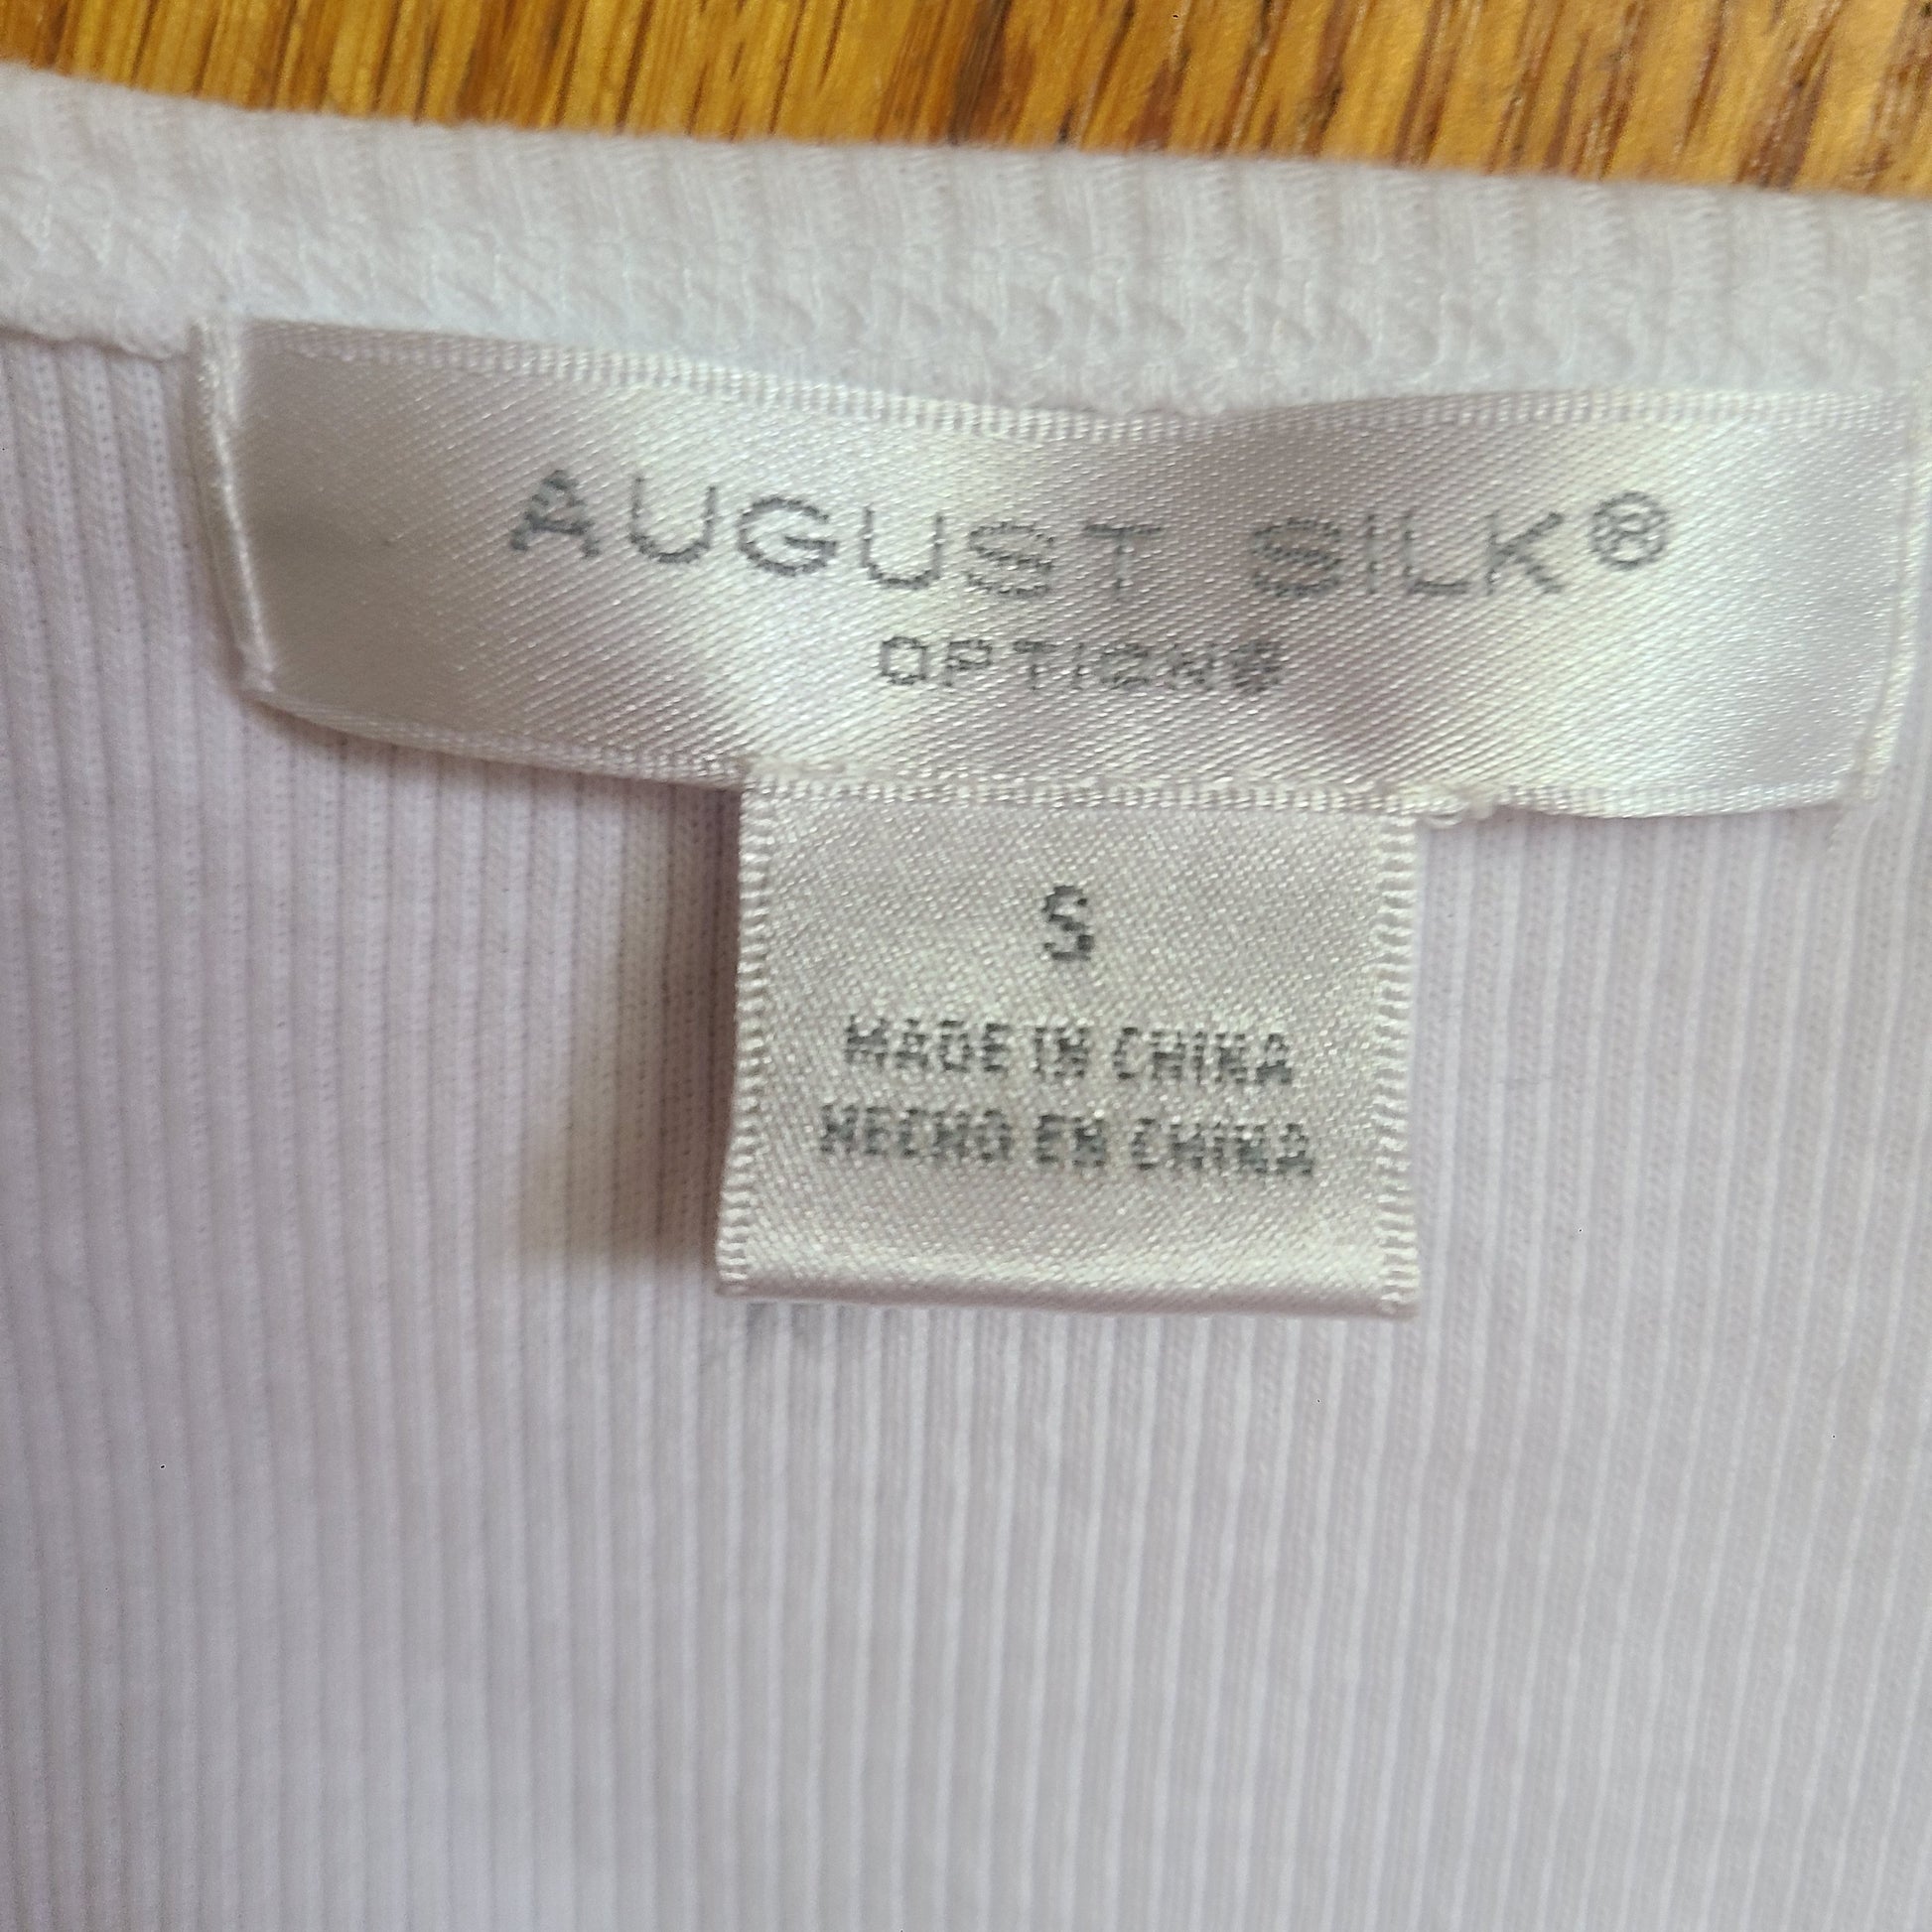 AUGUST SILK®
OPTIONS
S
MADE IN CHINA
HECHO EN CHINA